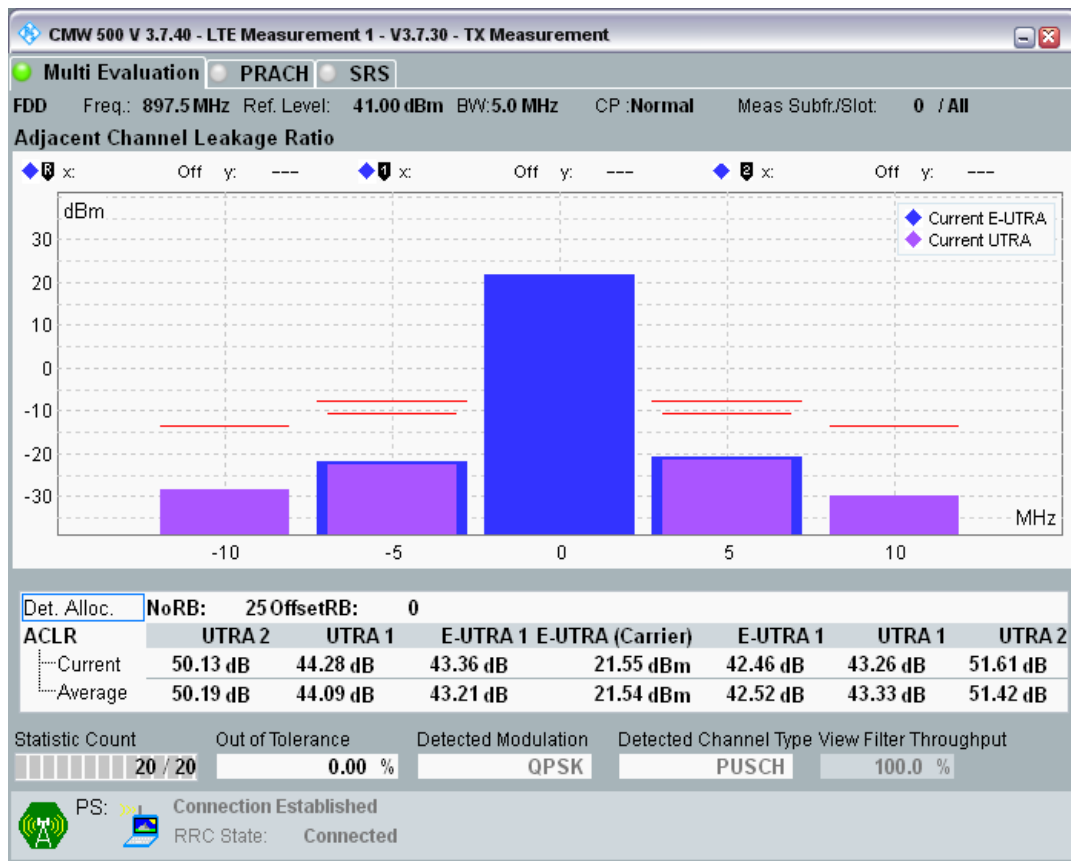 CMW 500 V 3.7.40 - LTE Measurement 1 - V3.7.30 - TX Measurement
Multi Evaluation PRACH SRS
FDD Freq.: 897.5 MHz Ref. Level: 41.00 dBm BW: 5.0 MHz CP : Normal Meas Subfr./Slot: 0 / All
Adjacent Channel Leakage Ratio
R x: Off y: --- 1 x: Off y: --- 2 x: Off y: ---
dBm
Current E-UTRA
Current UTRA
30
20
10
0
-10
-20
-30
MHz
-10 -5 0 5 10
Det. Alloc. NoRB: 25 OffsetRB: 0
ACLR UTRA 2 UTRA 1 E-UTRA 1 E-UTRA (Carrier) E-UTRA 1 UTRA 1 UTRA 2
Current 50.13 dB 44.28 dB 43.36 dB 21.55 dBm 42.46 dB 43.26 dB 51.61 dB
Average 50.19 dB 44.09 dB 43.21 dB 21.54 dBm 42.52 dB 43.33 dB 51.42 dB
Statistic Count Out of Tolerance Detected Modulation Detected Channel Type View Filter Throughput
20 / 20 0.00 % QPSK PUSCH 100.0 %
PS: Connection Established
RRC State: Connected